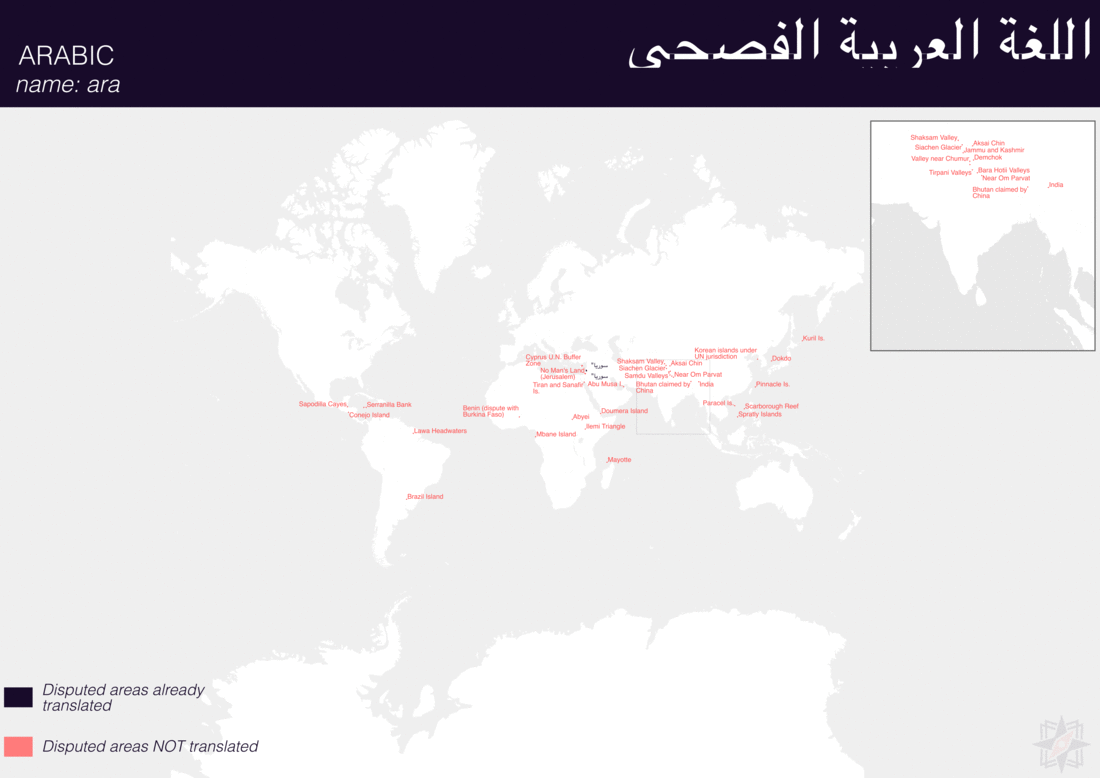 ARABIC
name: ara
اللغة العربية الفصحى
Shaksam Valley
Siachen Glacier
Aksai Chin
Jammu and Kashmir
Valley near Chumur
Demchok
Tirpani Valleys
Bara Hotii Valleys
Near Om Parvat
Bhutan claimed by
China
India
Kuril Is.
Korean islands under
UN jurisdiction
Dokdo
Cyprus U.N. Buffer
Zone
سوريا
Shaksam Valley
Aksai Chin
No Man's Land
(Jerusalem)
Siachen Glacier
سوريا
Samdu Valleys
Near Om Parvat
Tiran and Sanafir
Is.
Abu Musa I.
Bhutan claimed by
China
India
Pinnacle Is.
Sapodilla Cayes
Serranilla Bank
Conejo Island
Benin (dispute with
Burkina Faso)
Doumera Island
Abyei
Paracel Is.
Scarborough Reef
Spratly Islands
Ilemi Triangle
Lawa Headwaters
Mbane Island
Mayotte
Brazil Island
Disputed areas already
translated
Disputed areas NOT translated